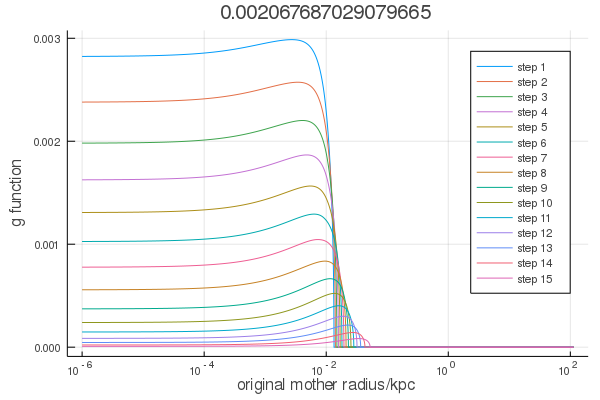 0.002067687029079665
g function
0.003
0.002
0.001
0.000
step 1
step 2
step 3
step 4
step 5
step 6
step 7
step 8
step 9
step 10
step 11
step 12
step 13
step 14
step 15
10⁻⁶ 10⁻⁴ 10⁻² 10⁰ 10²
original mother radius/kpc